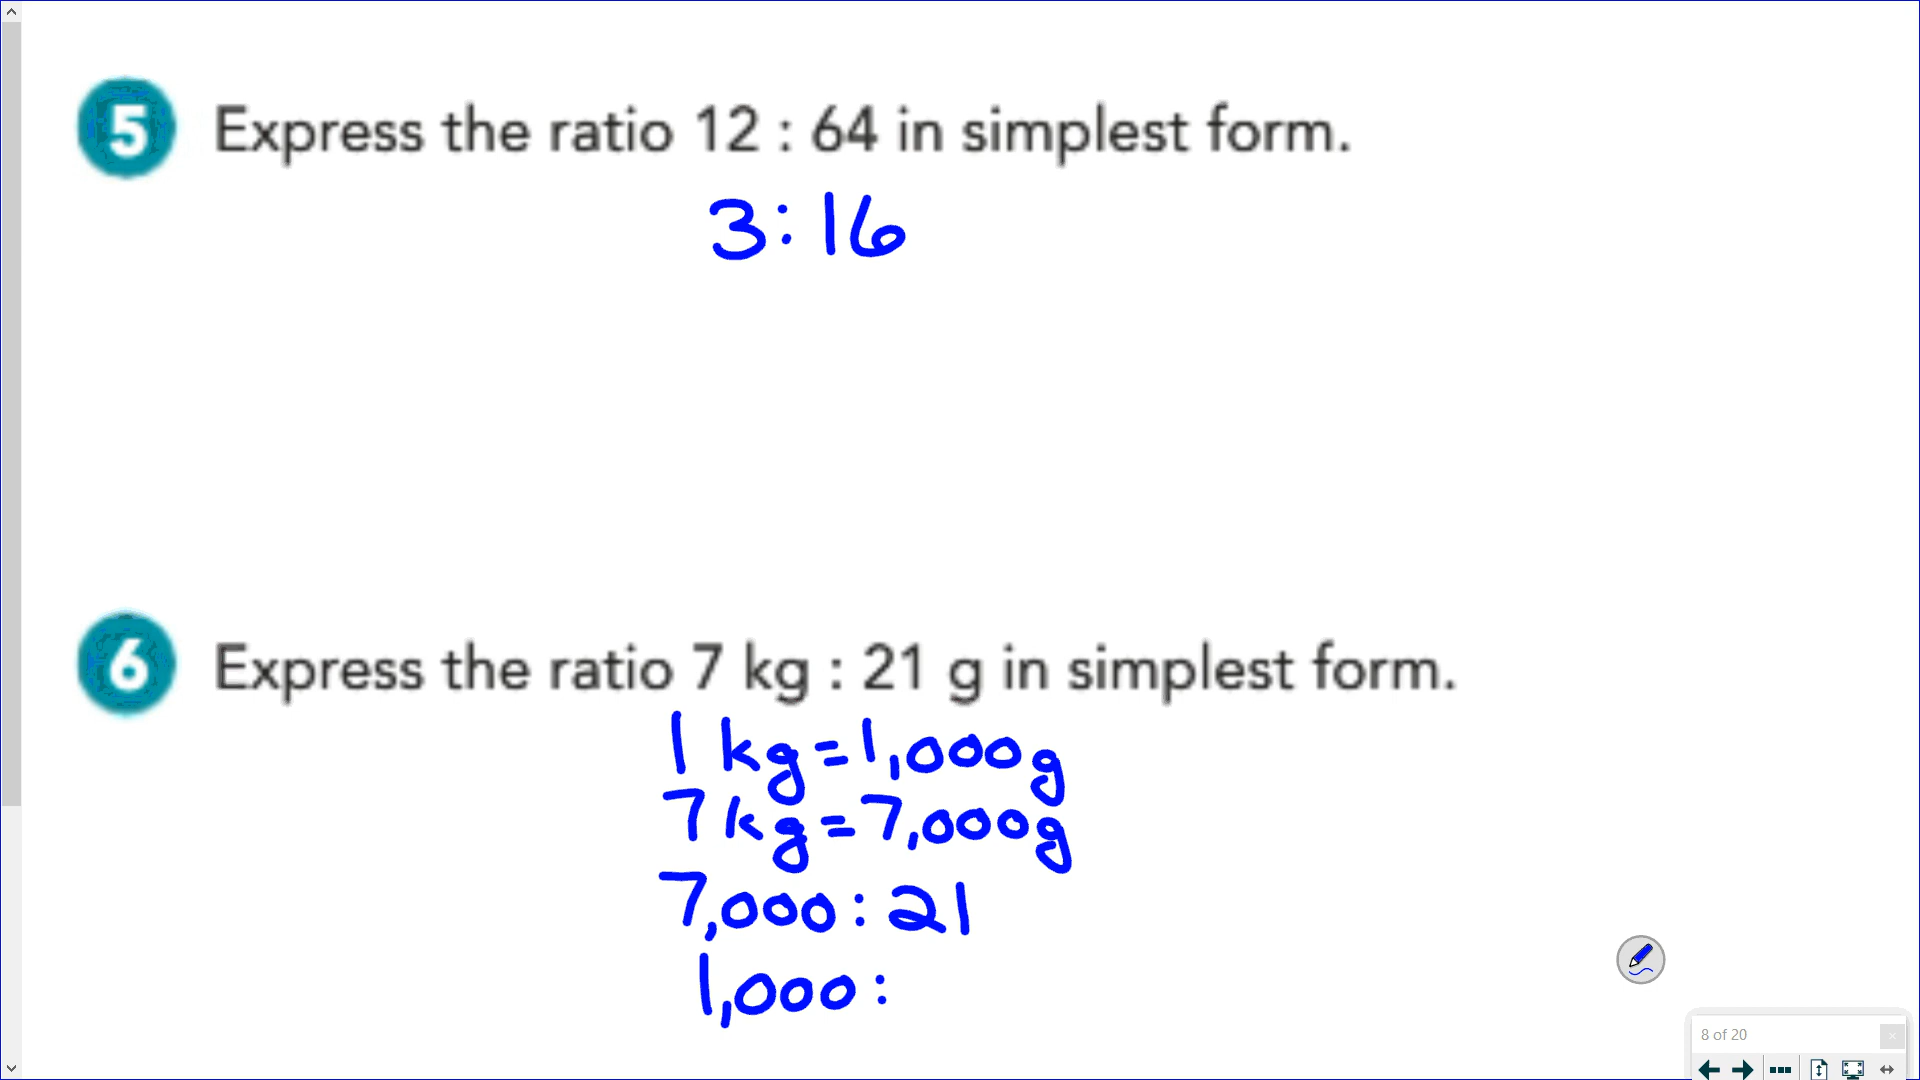 5 Express the ratio 12 : 64 in simplest form.
3 : 16
6 Express the ratio 7 kg : 21 g in simplest form.
1 kg = 1,000 g
7 kg = 7,000 g
7,000 : 21
1,000 :
8 of 20